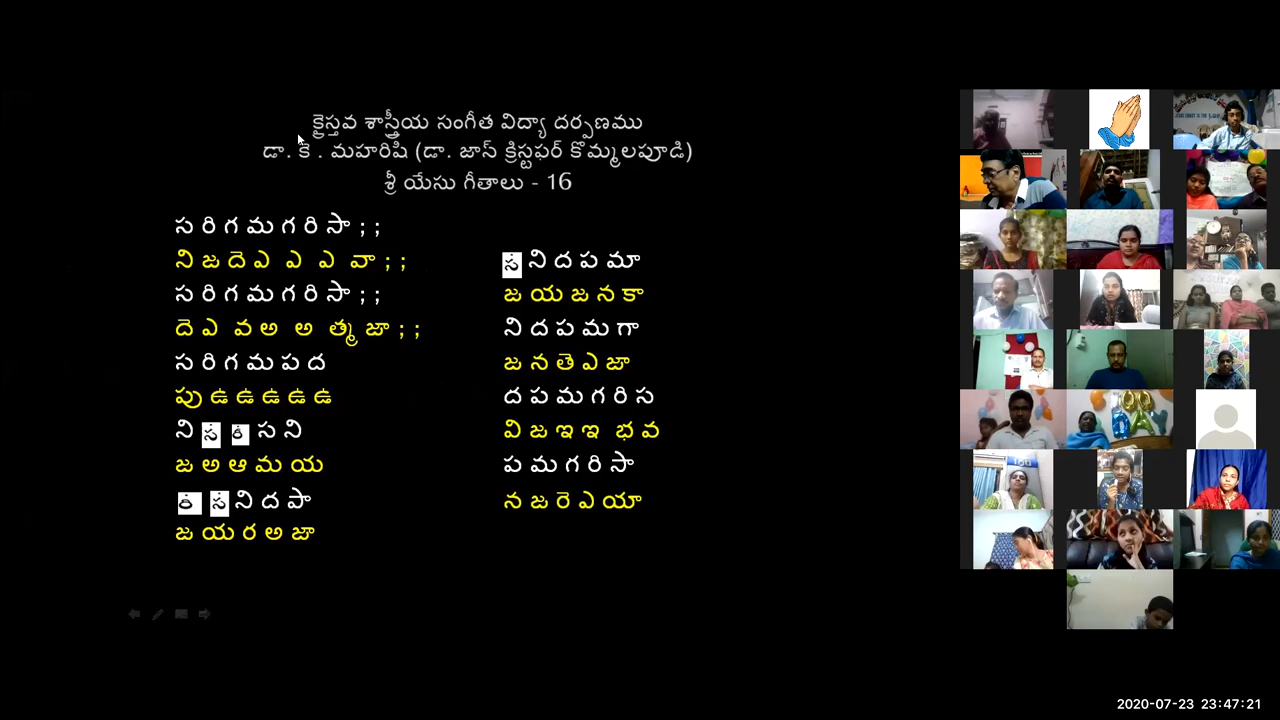 క్రైస్తవ శాస్త్రీయ సంగీత విద్యా దర్పణము
డా. కె . మహరిషి (డా. జాస్ క్రిస్టఫర్ కొమ్మలపూడి)
శ్రీ యేసు గీతాలు - 16
స రి గ మ గ రి సా ; ;
ని జ దె ఎ ఎ ఎ వా ; ;
స రి గ మ గ రి సా ; ;
దె ఎ వ అ అ త్మ జా ; ;
స రి గ మ ప ద
పు ఉ ఉ ఉ ఉ ఉ
ని స రి స ని
జ అ ఆ మ య
రి స ని ద పా
జ య ర అ జా
స ని ద ప మా
జ య జ న కా
ని ద ప మ గా
జ న తె ఎ జా
ద ప మ గ రి స
వి జ ఇ ఇ భ వ
ప మ గ రి సా
న జ రె ఎ యా
2020-07-23 23:47:21